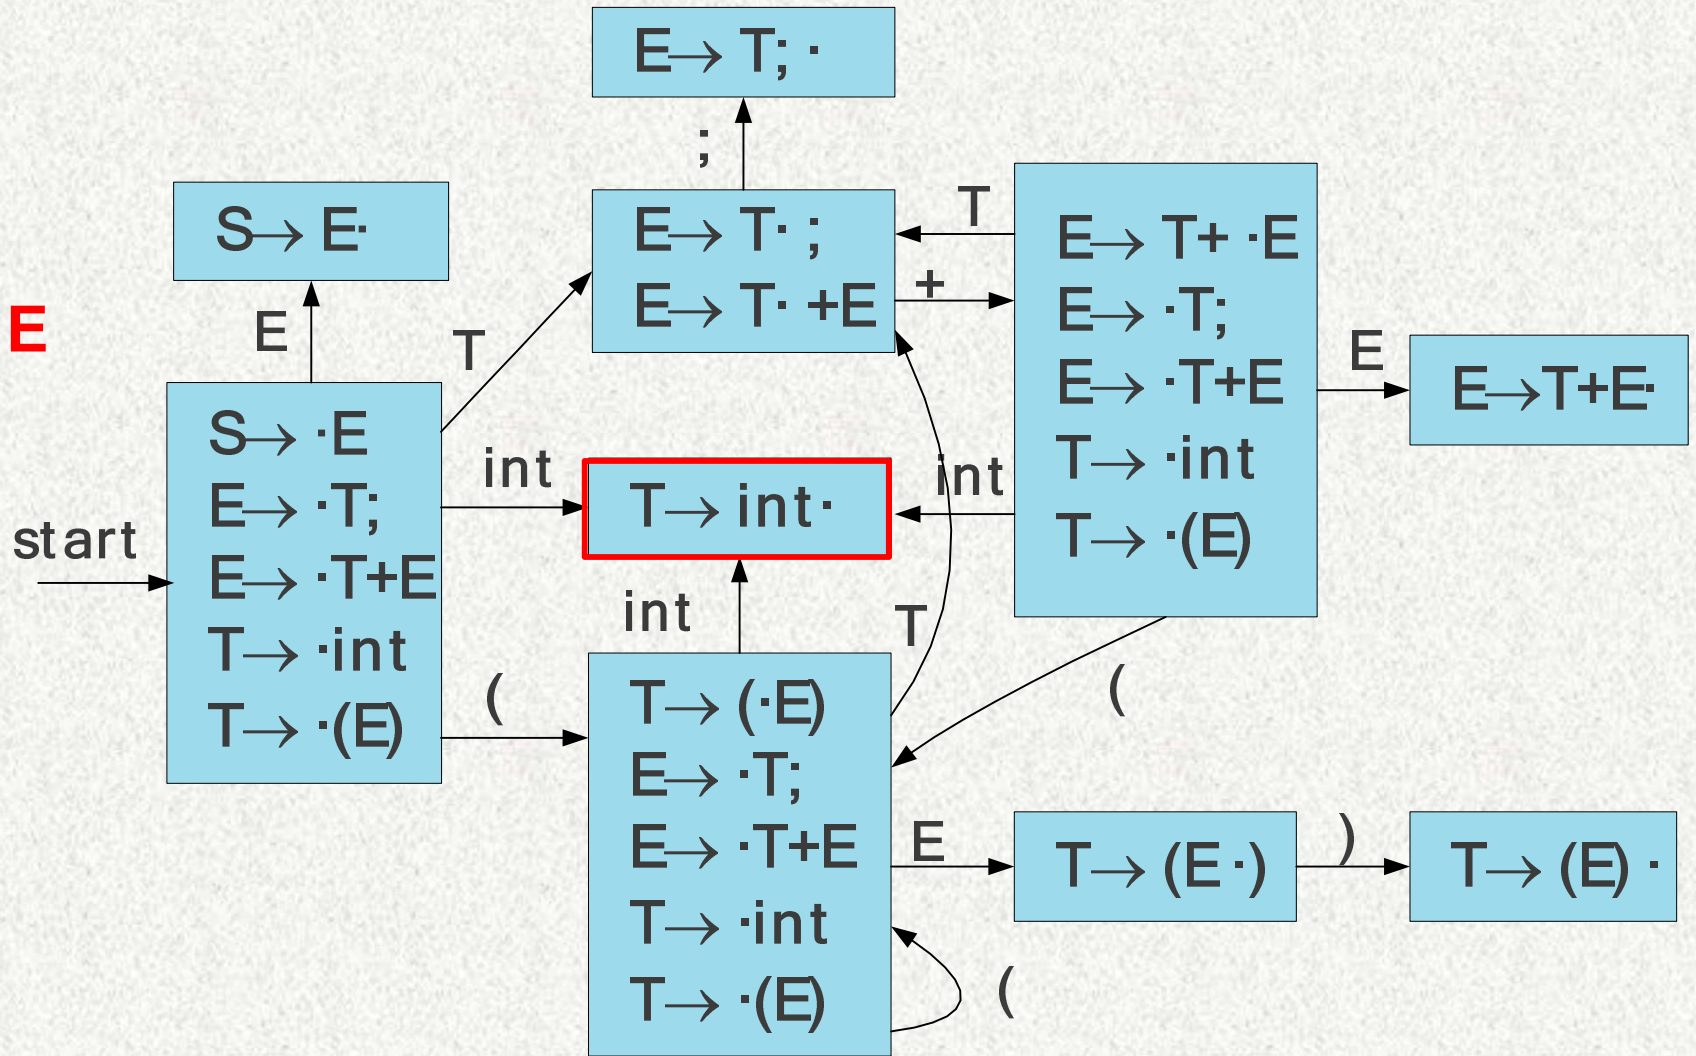 E→ T; ·
;
S→ E·
E→ T· ;
E→ T· +E
T
+
E→ T+ ·E
E→ ·T;
E→ ·T+E
T→ ·int
T→ ·(E)
E
E
T
E
E→T+E·
start
S→ ·E
E→ ·T;
E→ ·T+E
T→ ·int
T→ ·(E)
int
T→ int·
int
int
T
(
(
T→ (·E)
E→ ·T;
E→ ·T+E
T→ ·int
T→ ·(E)
E
T→ (E ·)
)
T→ (E) ·
(